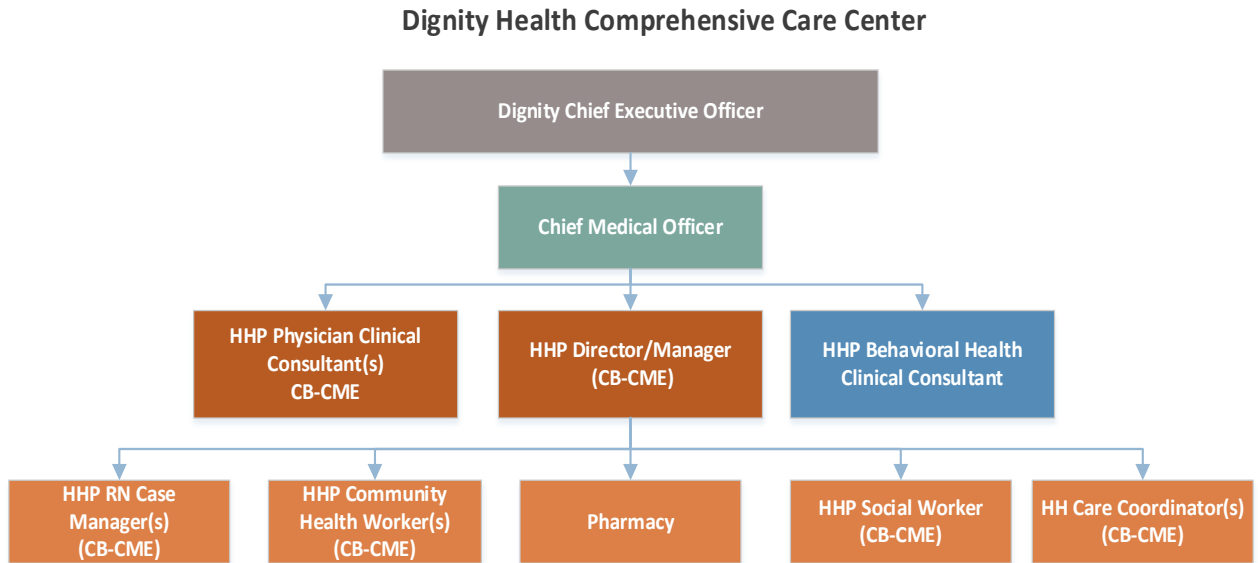 Dignity Health Comprehensive Care Center
Dignity Chief Executive Officer
Chief Medical Officer
HHP Physician Clinical
Consultant(s)
CB-CME
HHP Director/Manager
(CB-CME)
HHP Behavioral Health
Clinical Consultant
HHP RN Case
Manager(s)
(CB-CME)
HHP Community
Health Worker(s)
(CB-CME)
Pharmacy
HHP Social Worker
(CB-CME)
HH Care Coordinator(s)
(CB-CME)